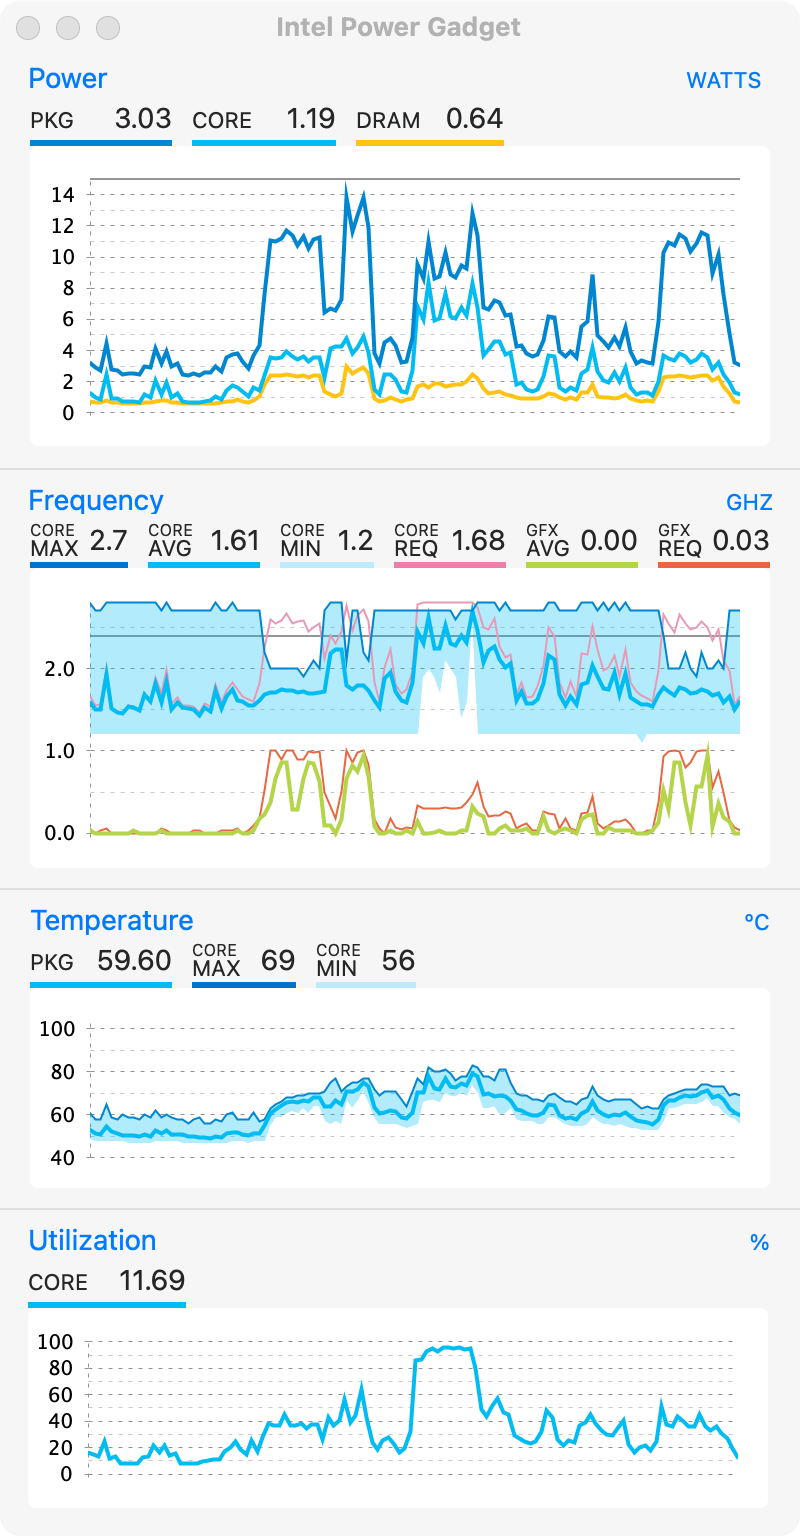 Intel Power Gadget
Power WATTS
PKG 3.03 CORE 1.19 DRAM 0.64
14
12
10
8
6
4
2
0
Frequency GHZ
CORE MAX 2.7 CORE AVG 1.61 CORE MIN 1.2 CORE REQ 1.68 GFX AVG 0.00 GFX REQ 0.03
2.0
1.0
0.0
Temperature °C
PKG 59.60 CORE MAX 69 CORE MIN 56
100
80
60
40
Utilization %
CORE 11.69
100
80
60
40
20
0